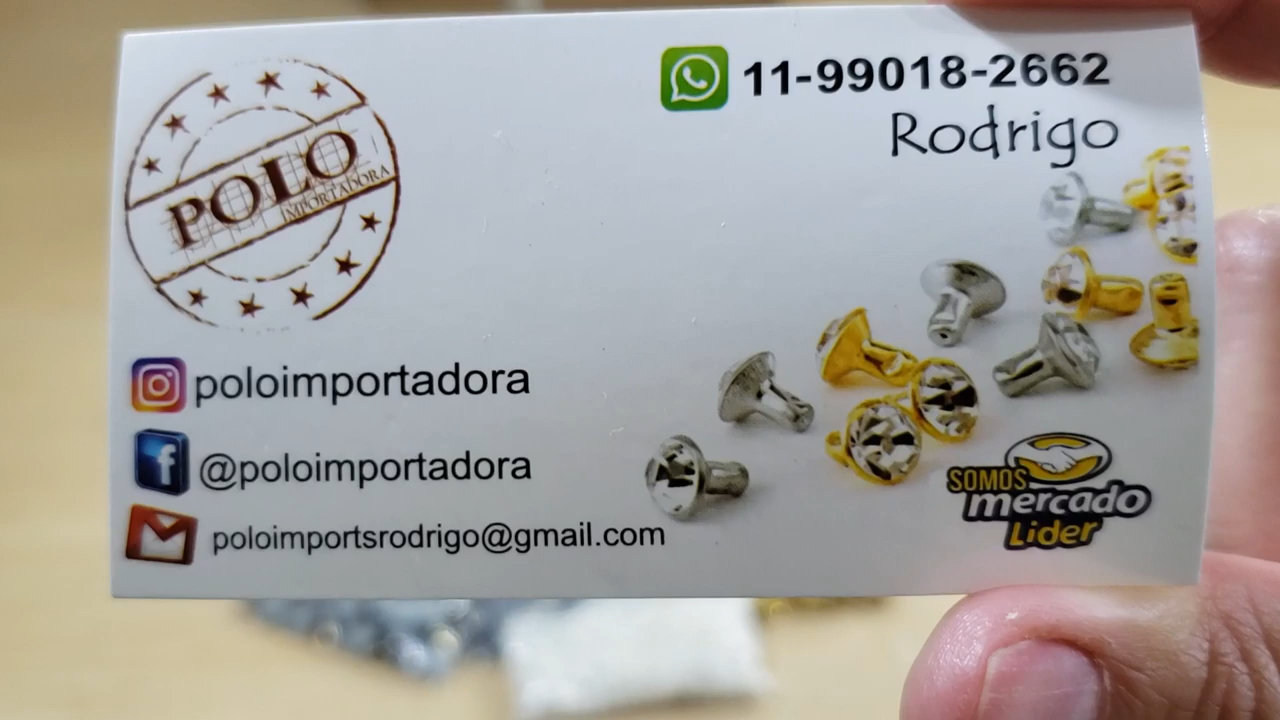 POLO
IMPORTADORA
11-99018-2662
Rodrigo
poloimportadora
@poloimportadora
poloimportsrodrigo@gmail.com
SOMOS
mercado
Lider